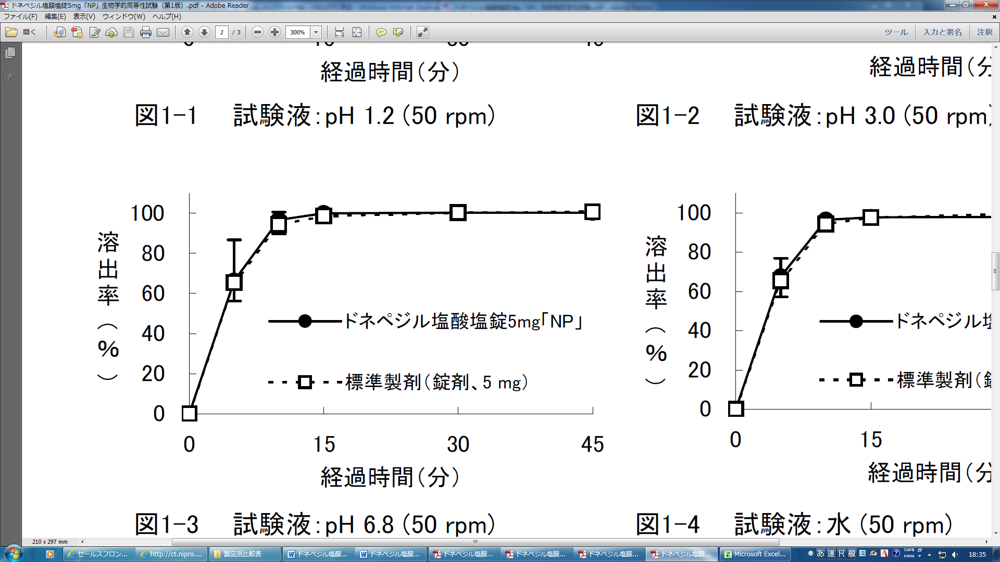 ドネペジル塩酸塩錠5mg「NP」生物学的同等性試験（第1版）.pdf - Adobe Reader
ファイル(F) 編集(E) 表示(V) ウィンドウ(W) ヘルプ(H)
開く 2 / 3 300% ツール 入力と署名 注釈
経過時間(分)
経過時間(分
図1-1 試験液:pH 1.2 (50 rpm)
図1-2 試験液:pH 3.0 (50 rpm)
溶出率(%)
100
80
60
40
20
0
0 15 30 45
ドネペジル塩酸塩錠5mg「NP」
標準製剤(錠剤、5 mg)
経過時間(分)
図1-3 試験液:pH 6.8 (50 rpm)
溶出率(%)
100
80
60
40
20
0
0 15
ドネペジル塩
標準製剤(錠
経過時間(分
図1-4 試験液:水 (50 rpm)
210 x 297 mm
セールスフロン... http://ct.nipro.... 製品別比較表 ドネペジル塩酸... ドネペジル塩酸... ドネペジル塩酸... ドネペジル塩酸... ドネペジル塩酸... ドネペジル塩酸... Microsoft Excel... あ 連 R 般 CAPS KANA 18:35